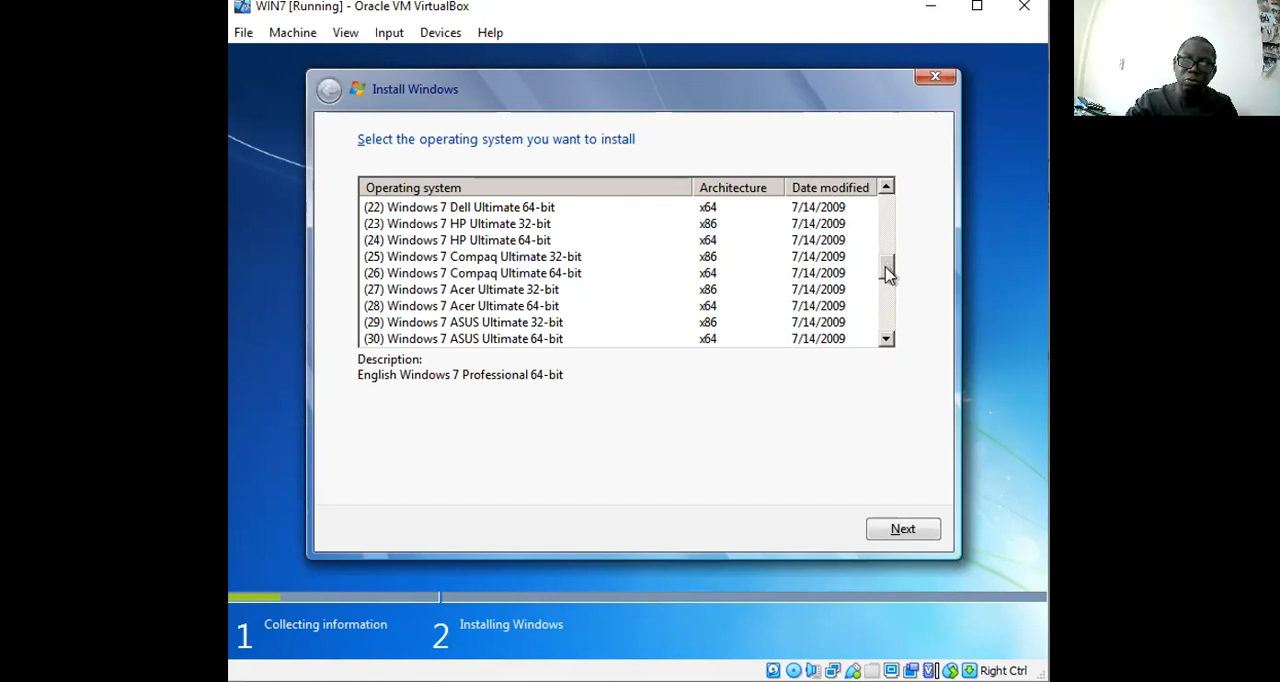 WIN7 [Running] - Oracle VM VirtualBox
File Machine View Input Devices Help
Install Windows
Select the operating system you want to install
Operating system Architecture Date modified
(22) Windows 7 Dell Ultimate 64-bit x64 7/14/2009
(23) Windows 7 HP Ultimate 32-bit x86 7/14/2009
(24) Windows 7 HP Ultimate 64-bit x64 7/14/2009
(25) Windows 7 Compaq Ultimate 32-bit x86 7/14/2009
(26) Windows 7 Compaq Ultimate 64-bit x64 7/14/2009
(27) Windows 7 Acer Ultimate 32-bit x86 7/14/2009
(28) Windows 7 Acer Ultimate 64-bit x64 7/14/2009
(29) Windows 7 ASUS Ultimate 32-bit x86 7/14/2009
(30) Windows 7 ASUS Ultimate 64-bit x64 7/14/2009
Description:
English Windows 7 Professional 64-bit
Next
1 Collecting information 2 Installing Windows
Right Ctrl